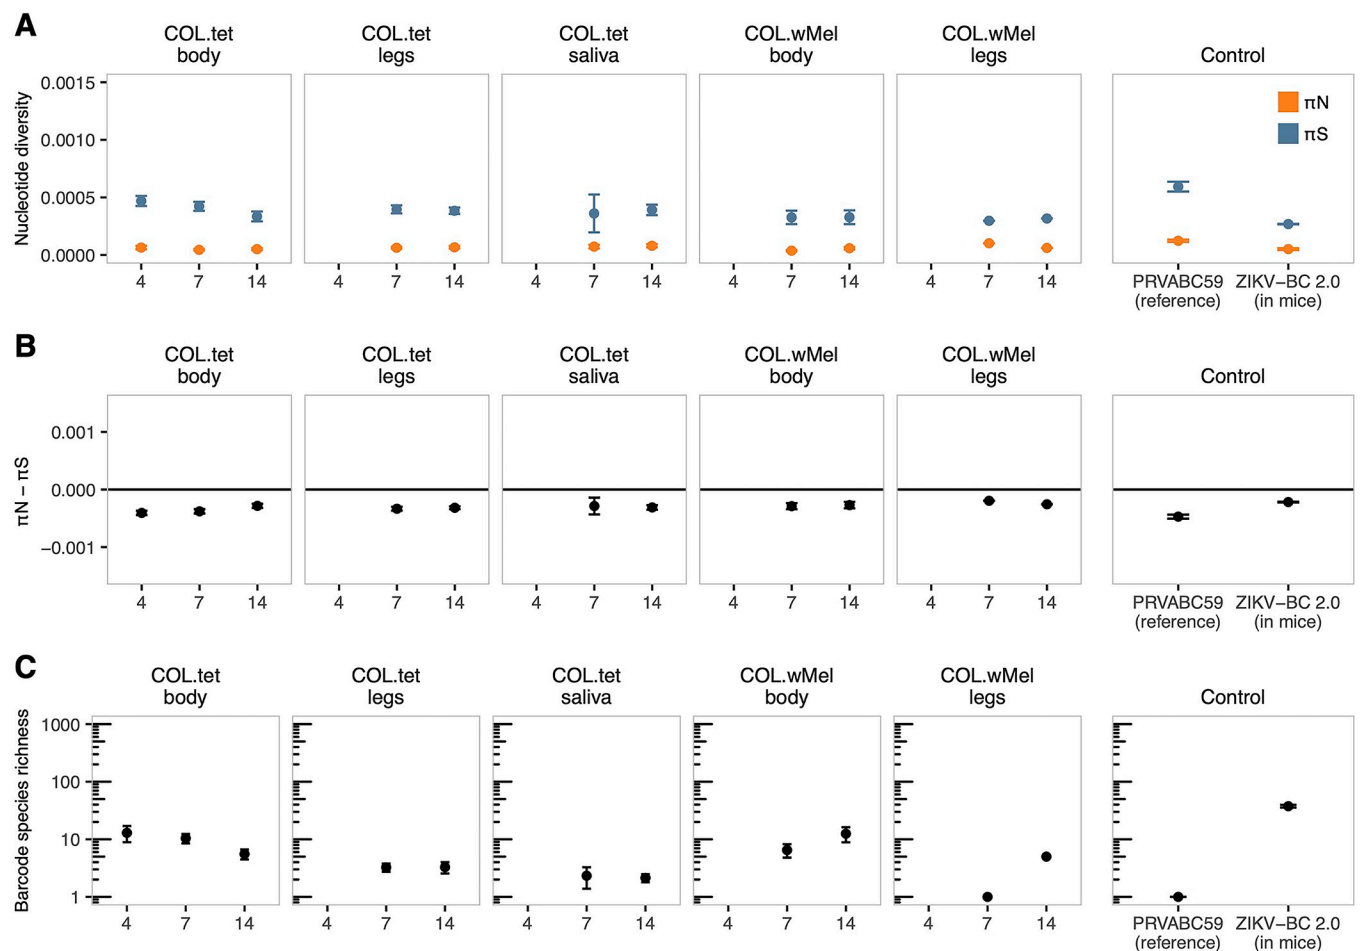 A
COL.tet
body
COL.tet
legs
COL.tet
saliva
COL.wMel
body
COL.wMel
legs
Control
Nucleotide diversity
0.0015
0.0010
0.0005
0.0000
πN
πS
4 7 14
4 7 14
4 7 14
4 7 14
4 7 14
PRVABC59
(reference)
ZIKV−BC 2.0
(in mice)
B
COL.tet
body
COL.tet
legs
COL.tet
saliva
COL.wMel
body
COL.wMel
legs
Control
πN − πS
0.001
0.000
−0.001
4 7 14
4 7 14
4 7 14
4 7 14
4 7 14
PRVABC59
(reference)
ZIKV−BC 2.0
(in mice)
C
COL.tet
body
COL.tet
legs
COL.tet
saliva
COL.wMel
body
COL.wMel
legs
Control
Barcode species richness
1000
100
10
1
4 7 14
4 7 14
4 7 14
4 7 14
4 7 14
PRVABC59
(reference)
ZIKV−BC 2.0
(in mice)